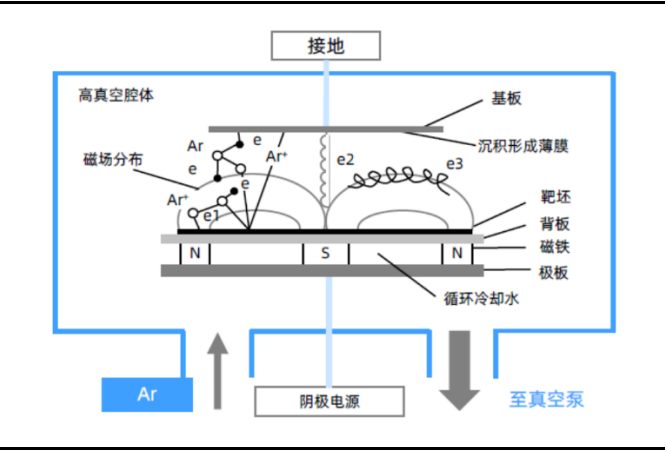 接地
高真空腔体
基板
沉积形成薄膜
磁场分布
Ar
e
e
Ar⁺
e
e2
e3
Ar⁺
e1
靶坯
背板
磁铁
极板
N
S
N
循环冷却水
Ar
阴极电源
至真空泵